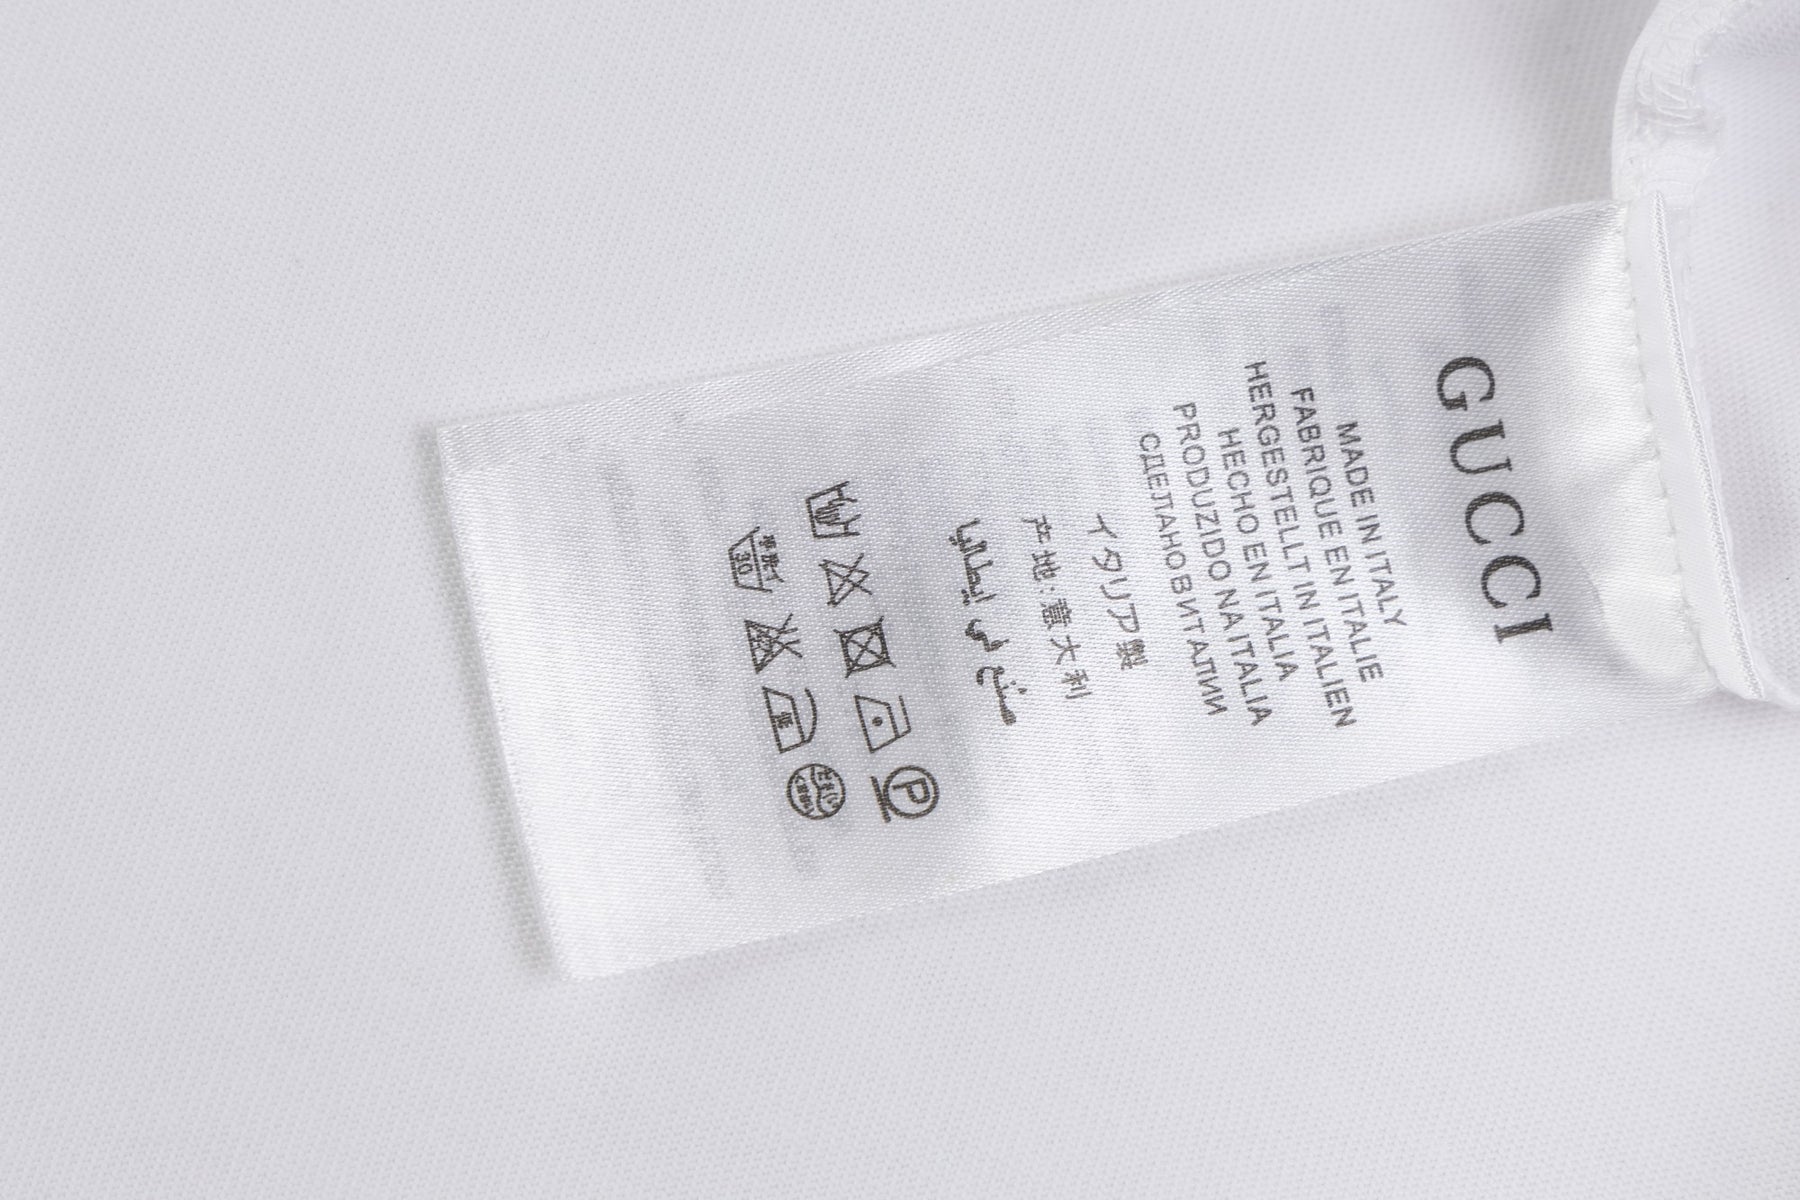 GUCCI
MADE IN ITALY
FABRIQUE EN ITALIE
HERGESTELLT IN ITALIEN
HECHO EN ITALIA
PRODUZIDO NA ITALIA
СДЕЛАНО В ИТАЛИИ
イタリア製
产地:意大利
صنع في إيطاليا
P
30